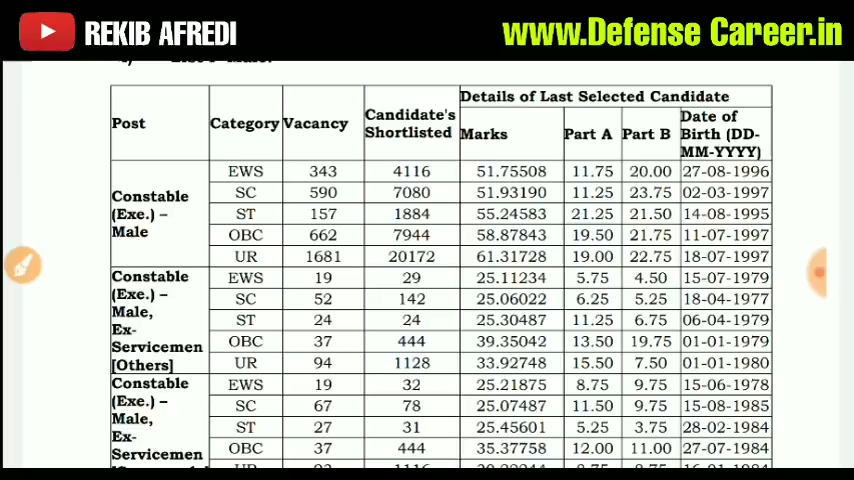 REKIB AFREDI
www.Defense Career.in
Details of Last Selected Candidate
Post Category Vacancy Candidate's Shortlisted Marks Part A Part B Date of Birth (DD-MM-YYYY)
Constable (Exe.) – Male
EWS 343 4116 51.75508 11.75 20.00 27-08-1996
SC 590 7080 51.93190 11.25 23.75 02-03-1997
ST 157 1884 55.24583 21.25 21.50 14-08-1995
OBC 662 7944 58.87843 19.50 21.75 11-07-1997
UR 1681 20172 61.31728 19.00 22.75 18-07-1997
Constable (Exe.) – Male, Ex-Servicemen [Others]
EWS 19 29 25.11234 5.75 4.50 15-07-1979
SC 52 142 25.06022 6.25 5.25 18-04-1977
ST 24 24 25.30487 11.25 6.75 06-04-1979
OBC 37 444 39.35042 13.50 19.75 01-01-1979
UR 94 1128 33.92748 15.50 7.50 01-01-1980
Constable (Exe.) – Male, Ex-Servicemen
EWS 19 32 25.21875 8.75 9.75 15-06-1978
SC 67 78 25.07487 11.50 9.75 15-08-1985
ST 27 31 25.45601 5.25 3.75 28-02-1984
OBC 37 444 35.37758 12.00 11.00 27-07-1984